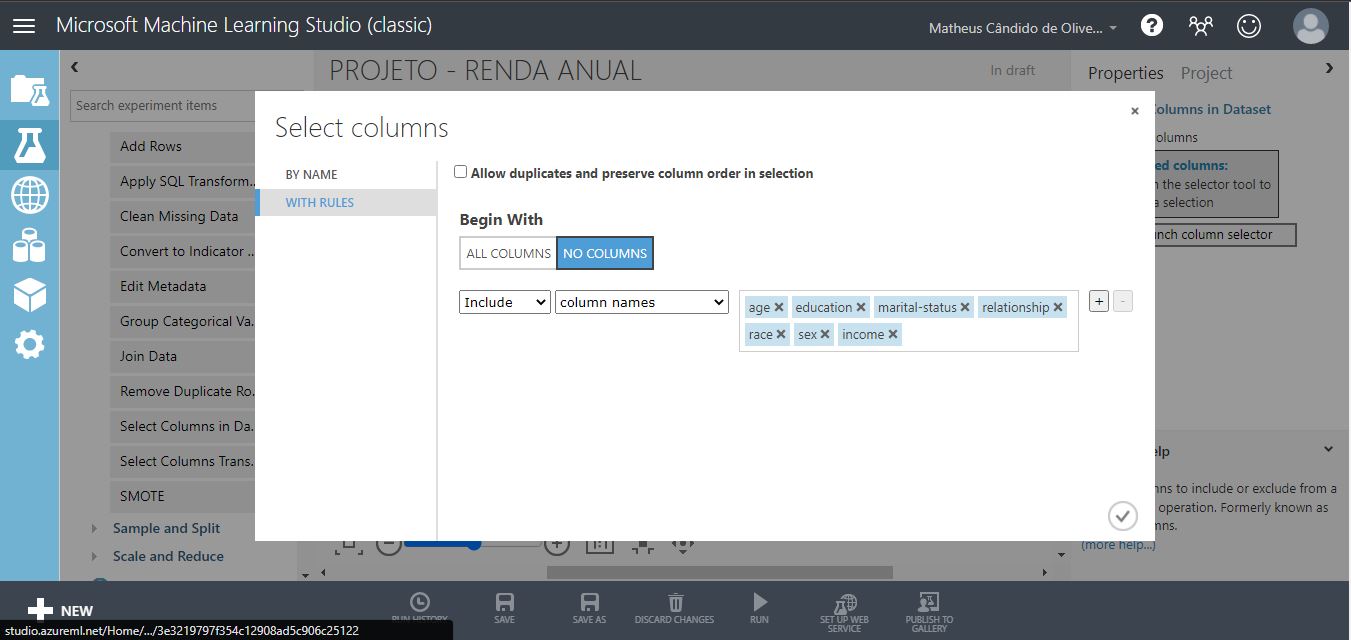 Microsoft Machine Learning Studio (classic)
Matheus Cândido de Olive...
PROJETO - RENDA ANUAL
In draft
Properties Project
Search experiment items
Add Rows
Apply SQL Transform...
Clean Missing Data
Convert to Indicator ...
Edit Metadata
Group Categorical Va...
Join Data
Remove Duplicate Ro...
Select Columns in Da...
Select Columns Trans...
SMOTE
Sample and Split
Scale and Reduce
Select columns
×
BY NAME
WITH RULES
Allow duplicates and preserve column order in selection
Begin With
ALL COLUMNS NO COLUMNS
Include column names
age education marital-status relationship
race sex income
+ -
Columns in Dataset
olumns
ed columns:
the selector tool to
a selection
nch column selector
elp
ns to include or exclude from a
operation. Formerly known as
mns.
(more help...)
1:1
NEW
RUN HISTORY
SAVE
SAVE AS
DISCARD CHANGES
RUN
SET UP WEB
SERVICE
PUBLISH TO
GALLERY
studio.azureml.net/Home/.../3e3219797f354c12908ad5c906c25122